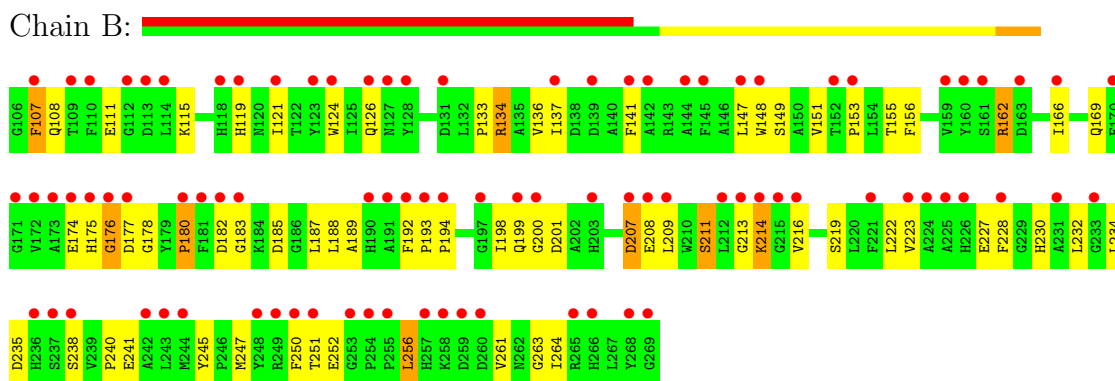 Chain B:
G106 F107 Q108 T109 F110 E111 G112 D113 L114 K115 H118 H119 N120 I121 T122 Y123 W124 I125 Q126 N127 Y128 D131 L132 P133 R134 A135 V136 I137 D138 D139 A140 F141 A142 R143 A144 F145 A146 L147 W148 S149 A150 V151 T152 P153 L154 T155 F156 V159 Y160 S161 R162 D163 I166 Q169
G171 V172 A173 E174 H175 G176 D177 G178 Y179 P180 F181 D182 G183 K184 D185 G186 L187 L188 A189 H190 A191 F192 P193 P194 G197 I198 Q199 G200 D201 A202 H203 D207 E208 L209 W210 S211 L212 G213 K214 G215 V216 S219 L220 F221 L222 V223 A224 A225 H226 E227 F228 G229 H230 A231 L232 G233
D235 H236 S237 S238 V239 P240 E241 A242 L243 M244 Y245 P246 M247 Y248 R249 F250 T251 E252 G253 P254 P255 L256 H257 K258 D259 D260 V261 N262 G263 I264 R265 H266 L267 Y268 G269